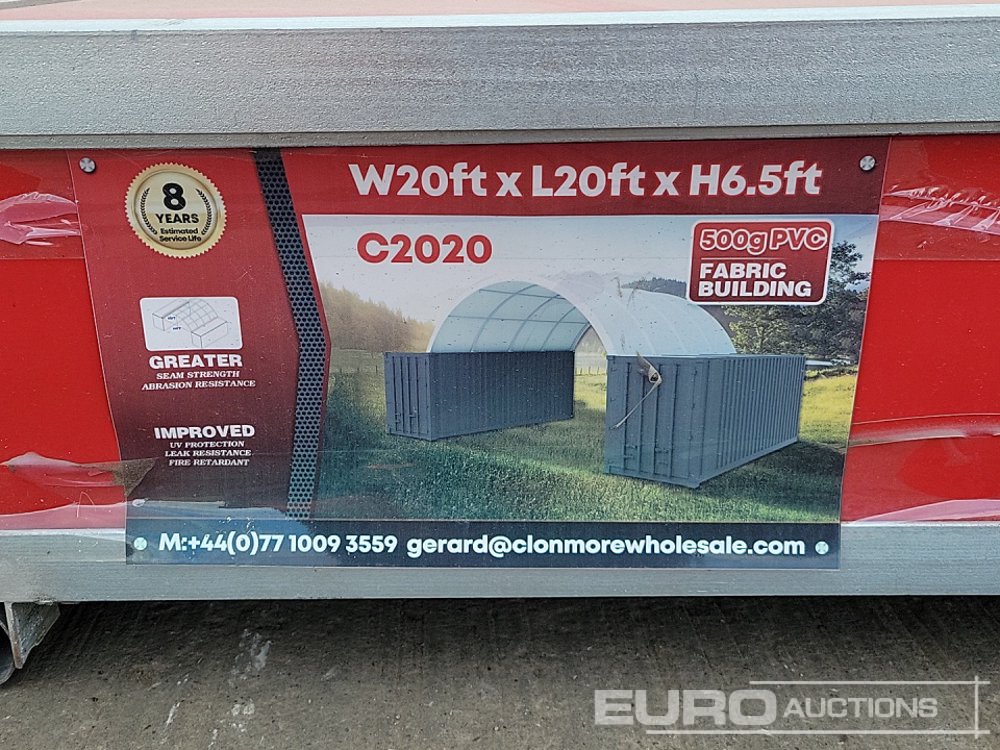 W20ft x L20ft x H6.5ft
8
YEARS
Estimated
Service Life
C2020
500g PVC
FABRIC
BUILDING
GREATER
SEAM STRENGTH
ABRASION RESISTANCE
IMPROVED
UV PROTECTION
LEAK RESISTANCE
FIRE RETARDANT
M:+44(0)77 1009 3559 gerard@clonmorewholesale.com
EURO AUCTIONS